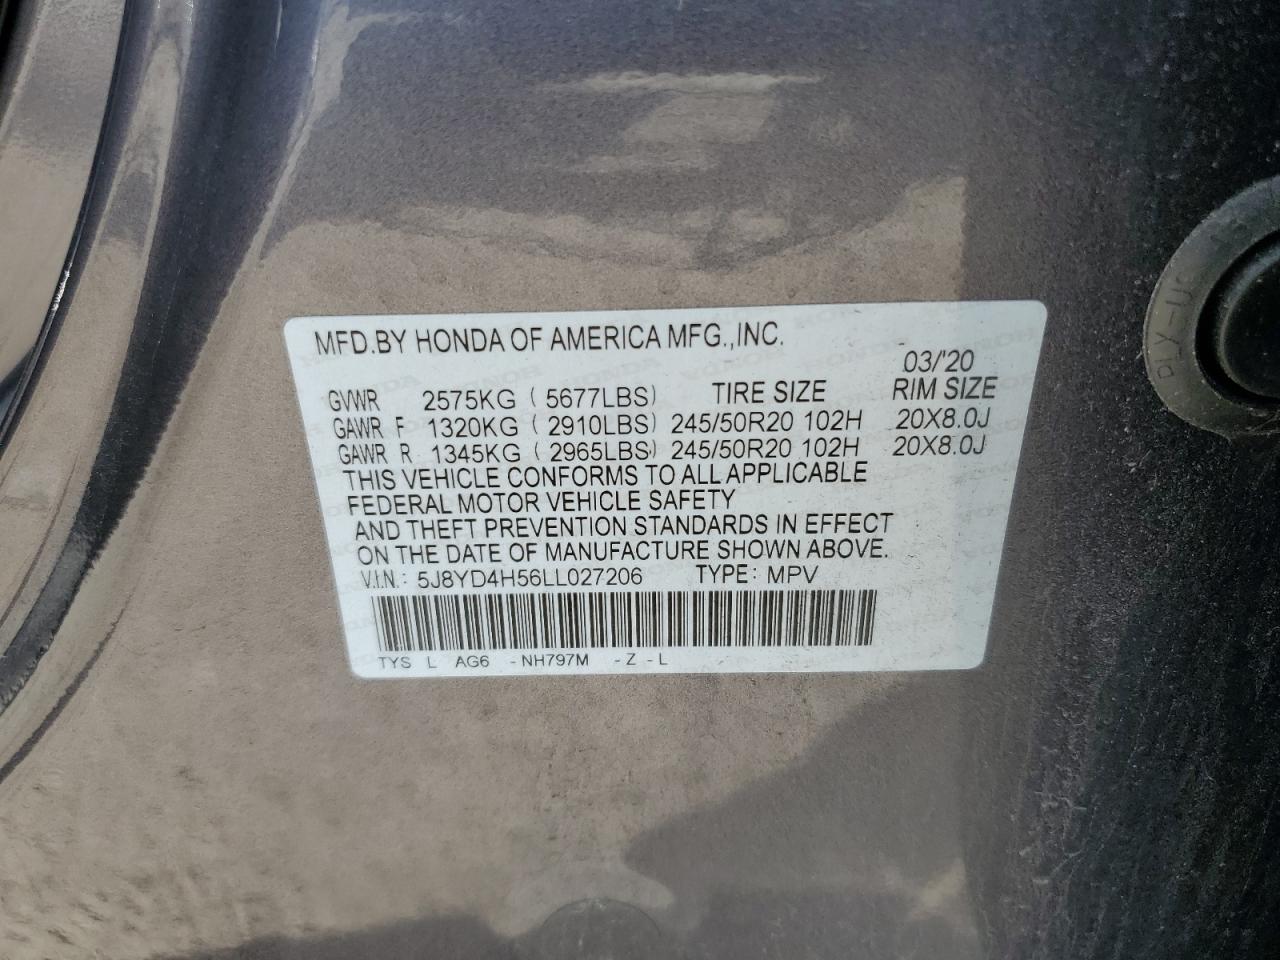 MFD.BY HONDA OF AMERICA MFG.,INC.
03/'20
GVWR 2575KG ( 5677LBS) TIRE SIZE RIM SIZE
GAWR F 1320KG ( 2910LBS) 245/50R20 102H 20X8.0J
GAWR R 1345KG ( 2965LBS) 245/50R20 102H 20X8.0J
THIS VEHICLE CONFORMS TO ALL APPLICABLE
FEDERAL MOTOR VEHICLE SAFETY
AND THEFT PREVENTION STANDARDS IN EFFECT
ON THE DATE OF MANUFACTURE SHOWN ABOVE.
V.I.N.: 5J8YD4H56LL027206 TYPE: MPV
TYS L AG6 -NH797M -Z -L